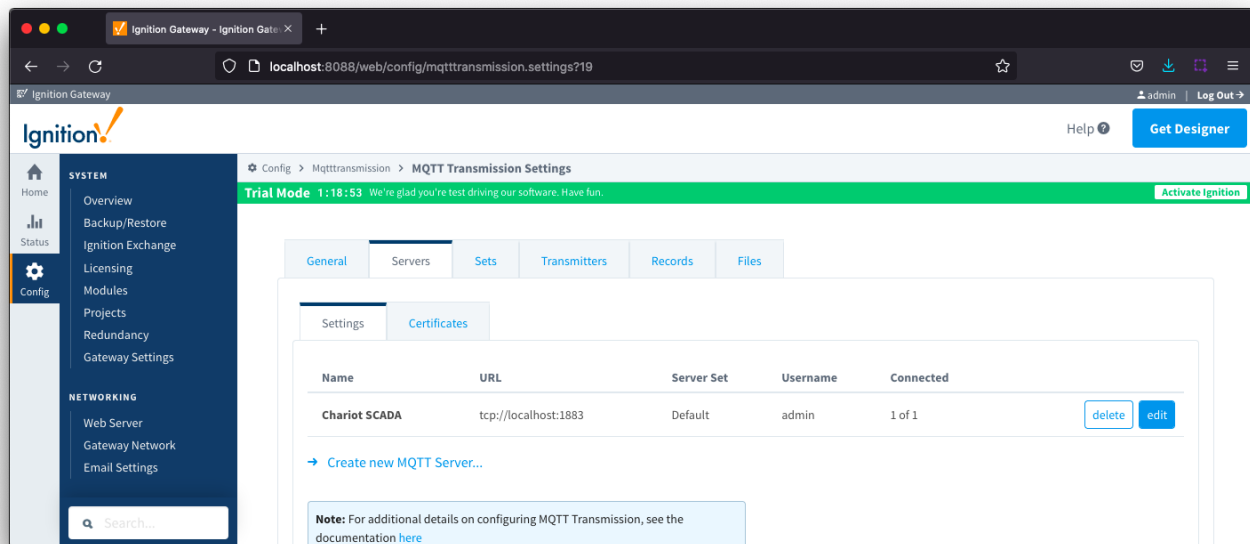 Ignition Gateway - Ignition Gate
localhost:8088/web/config/mqtttransmission.settings?19
Ignition Gateway
admin | Log Out
Ignition!
Help
Get Designer
Home
Status
Config
SYSTEM
Overview
Backup/Restore
Ignition Exchange
Licensing
Modules
Projects
Redundancy
Gateway Settings
NETWORKING
Web Server
Gateway Network
Email Settings
Search...
Config > Mqtttransmission > MQTT Transmission Settings
Trial Mode 1:18:53 We're glad you're test driving our software. Have fun.
Activate Ignition
General Servers Sets Transmitters Records Files
Settings Certificates
Name URL Server Set Username Connected
Chariot SCADA tcp://localhost:1883 Default admin 1 of 1 delete edit
Create new MQTT Server...
Note: For additional details on configuring MQTT Transmission, see the
documentation here